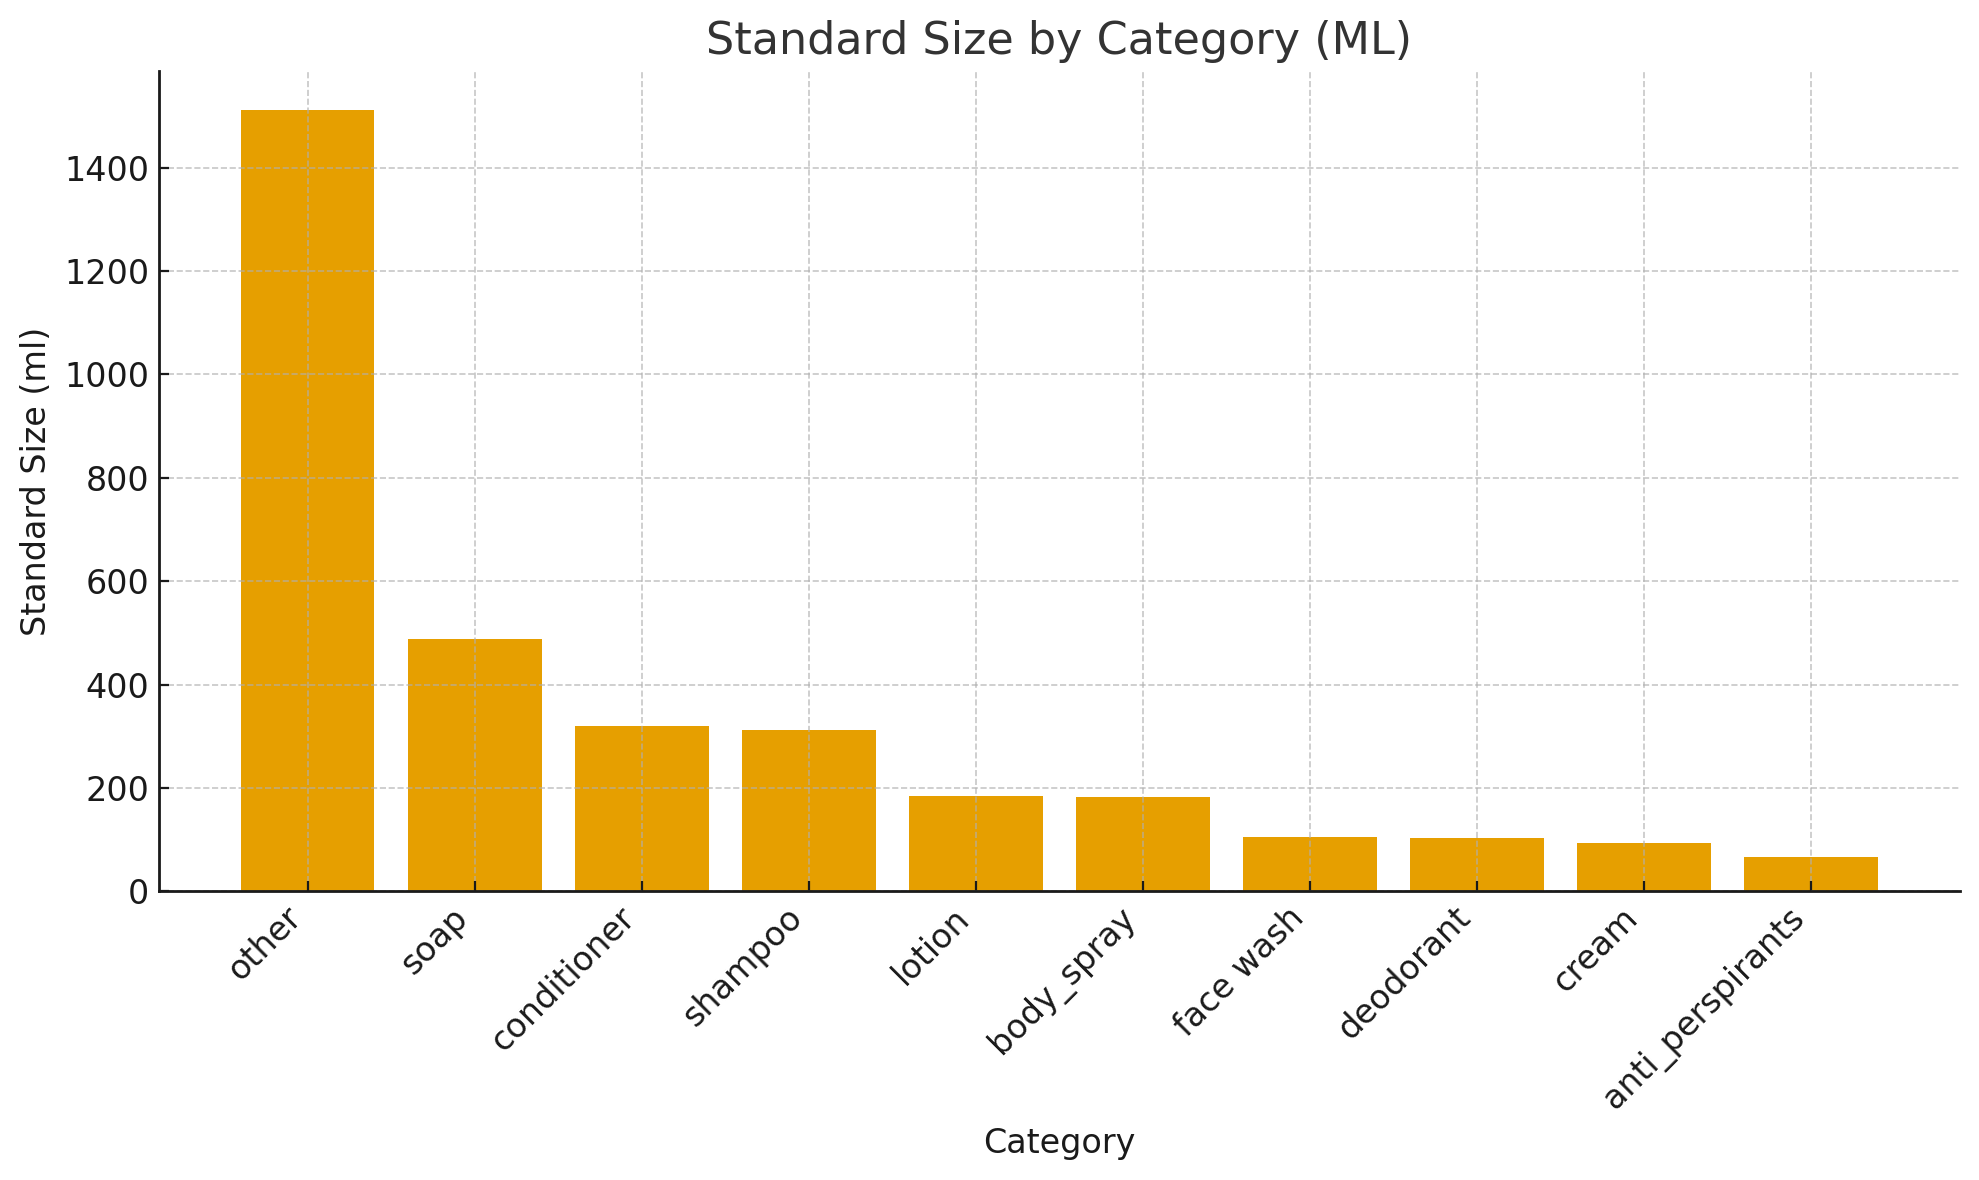 Standard Size by Category (ML)
Standard Size (ml)
1400
1200
1000
800
600
400
200
0
other
soap
conditioner
shampoo
lotion
body_spray
face wash
deodorant
cream
anti_perspirants
Category